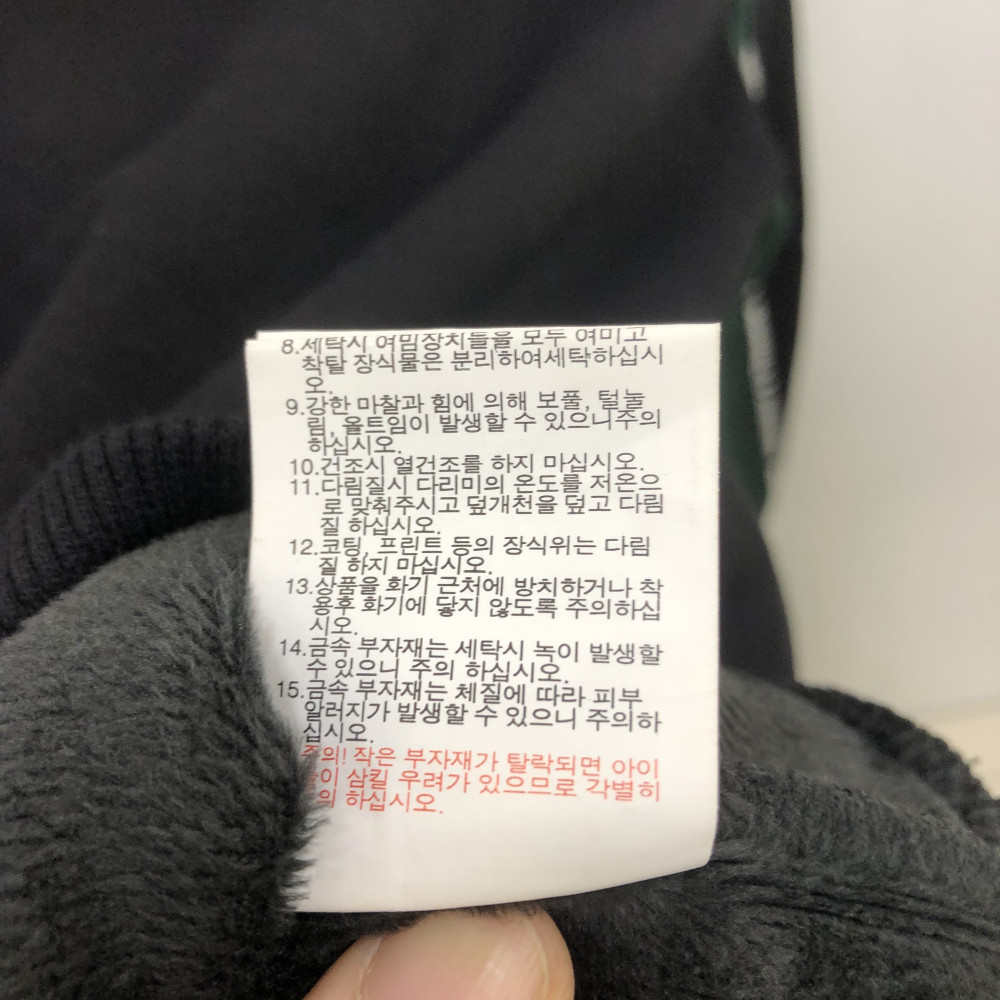 8.세탁시 여밈장치들을 모두 여미고
착탈 장식물은 분리하여세탁하십시
오.
9.강한 마찰과 힘에 의해 보풀, 털눌
림, 올트임이 발생할 수 있으니주의
하십시오.
10.건조시 열건조를 하지 마십시오.
11.다림질시 다리미의 온도를 저온으
로 맞춰주시고 덮개천을 덮고 다림
질 하십시오.
12.코팅, 프린트 등의 장식위는 다림
질 하지 마십시오.
13.상품을 화기 근처에 방치하거나 착
용후 화기에 닿지 않도록 주의하십
시오.
14.금속 부자재는 세탁시 녹이 발생할
수 있으니 주의 하십시오.
15.금속 부자재는 체질에 따라 피부
알러지가 발생할 수 있으니 주의하
십시오.
주의! 작은 부자재가 탈락되면 아이
들이 삼킬 우려가 있으므로 각별히
주의 하십시오.